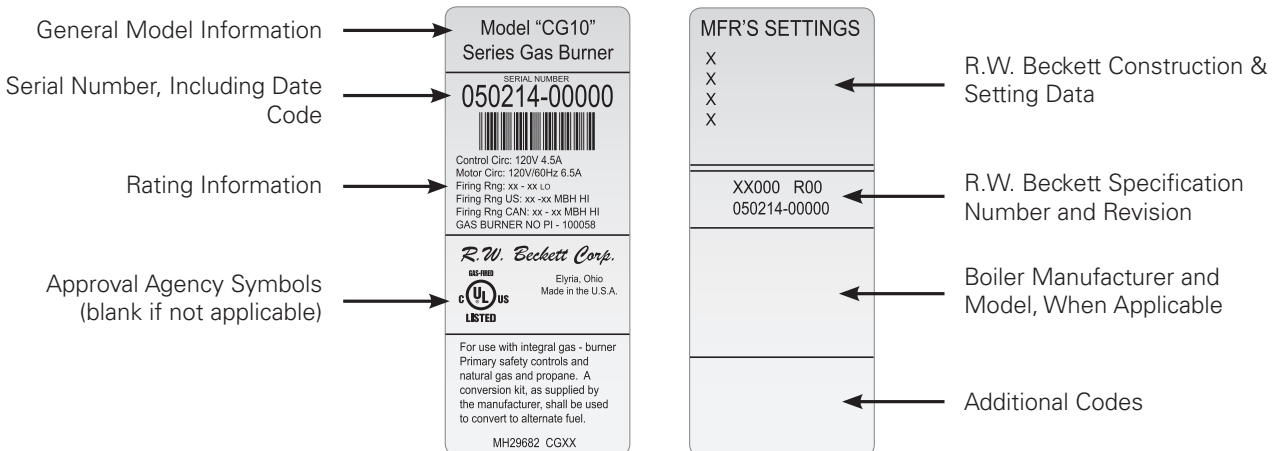 General Model Information
Serial Number, Including Date
Code
Rating Information
Approval Agency Symbols
(blank if not applicable)
Model “CG10”
Series Gas Burner
SERIAL NUMBER
050214-00000
Control Circ: 120V 4.5A
Motor Circ: 120V/60Hz 6.5A
Firing Rng: xx - xx LO
Firing Rng US: xx -xx MBH HI
Firing Rng CAN: xx - xx MBH HI
GAS BURNER NO PI - 100058
R.W. Beckett Corp.
GAS-FIRED
C UL US
LISTED
Elyria, Ohio
Made in the U.S.A.
For use with integral gas - burner
Primary safety controls and
natural gas and propane. A
conversion kit, as supplied by
the manufacturer, shall be used
to convert to alternate fuel.
MH29682 CGXX
MFR'S SETTINGS
X
X
X
X
XX000 R00
050214-00000
R.W. Beckett Construction &
Setting Data
R.W. Beckett Specification
Number and Revision
Boiler Manufacturer and
Model, When Applicable
Additional Codes